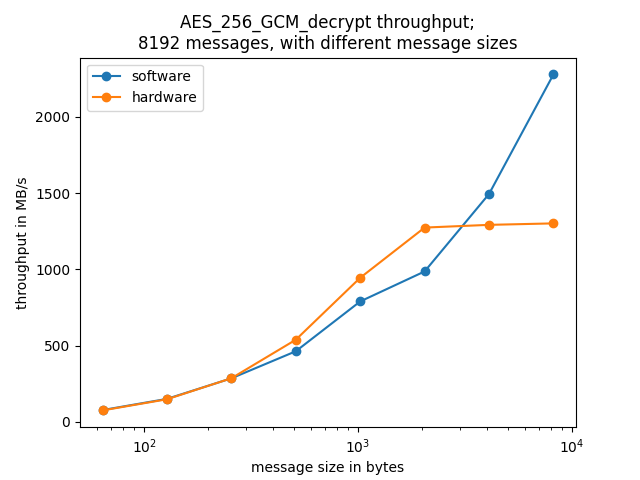 AES_256_GCM_decrypt throughput;
8192 messages, with different message sizes
software
hardware
2000
1500
1000
500
0
throughput in MB/s
10²
10³
10⁴
message size in bytes